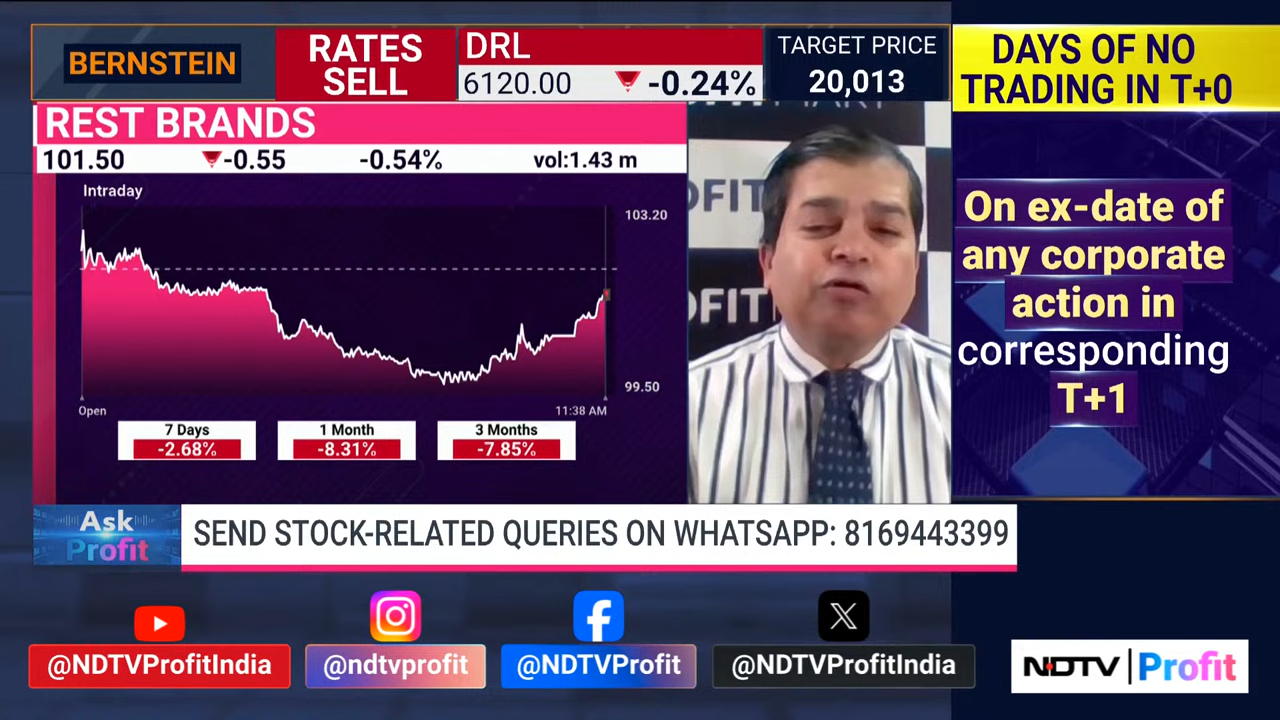 BERNSTEIN
RATES
SELL
DRL
6120.00 -0.24%
TARGET PRICE
20,013
DAYS OF NO
TRADING IN T+0
REST BRANDS
101.50 -0.55 -0.54% vol:1.43 m
Intraday
103.20
99.50
Open
11:38 AM
7 Days
-2.68%
1 Month
-8.31%
3 Months
-7.85%
OFIT
OFIT
On ex-date of
any corporate
action in
corresponding
T+1
Ask
Profit
SEND STOCK-RELATED QUERIES ON WHATSAPP: 8169443399
@NDTVProfitIndia
@ndtvprofit
@NDTVProfit
@NDTVProfitIndia
NDTV | Profit